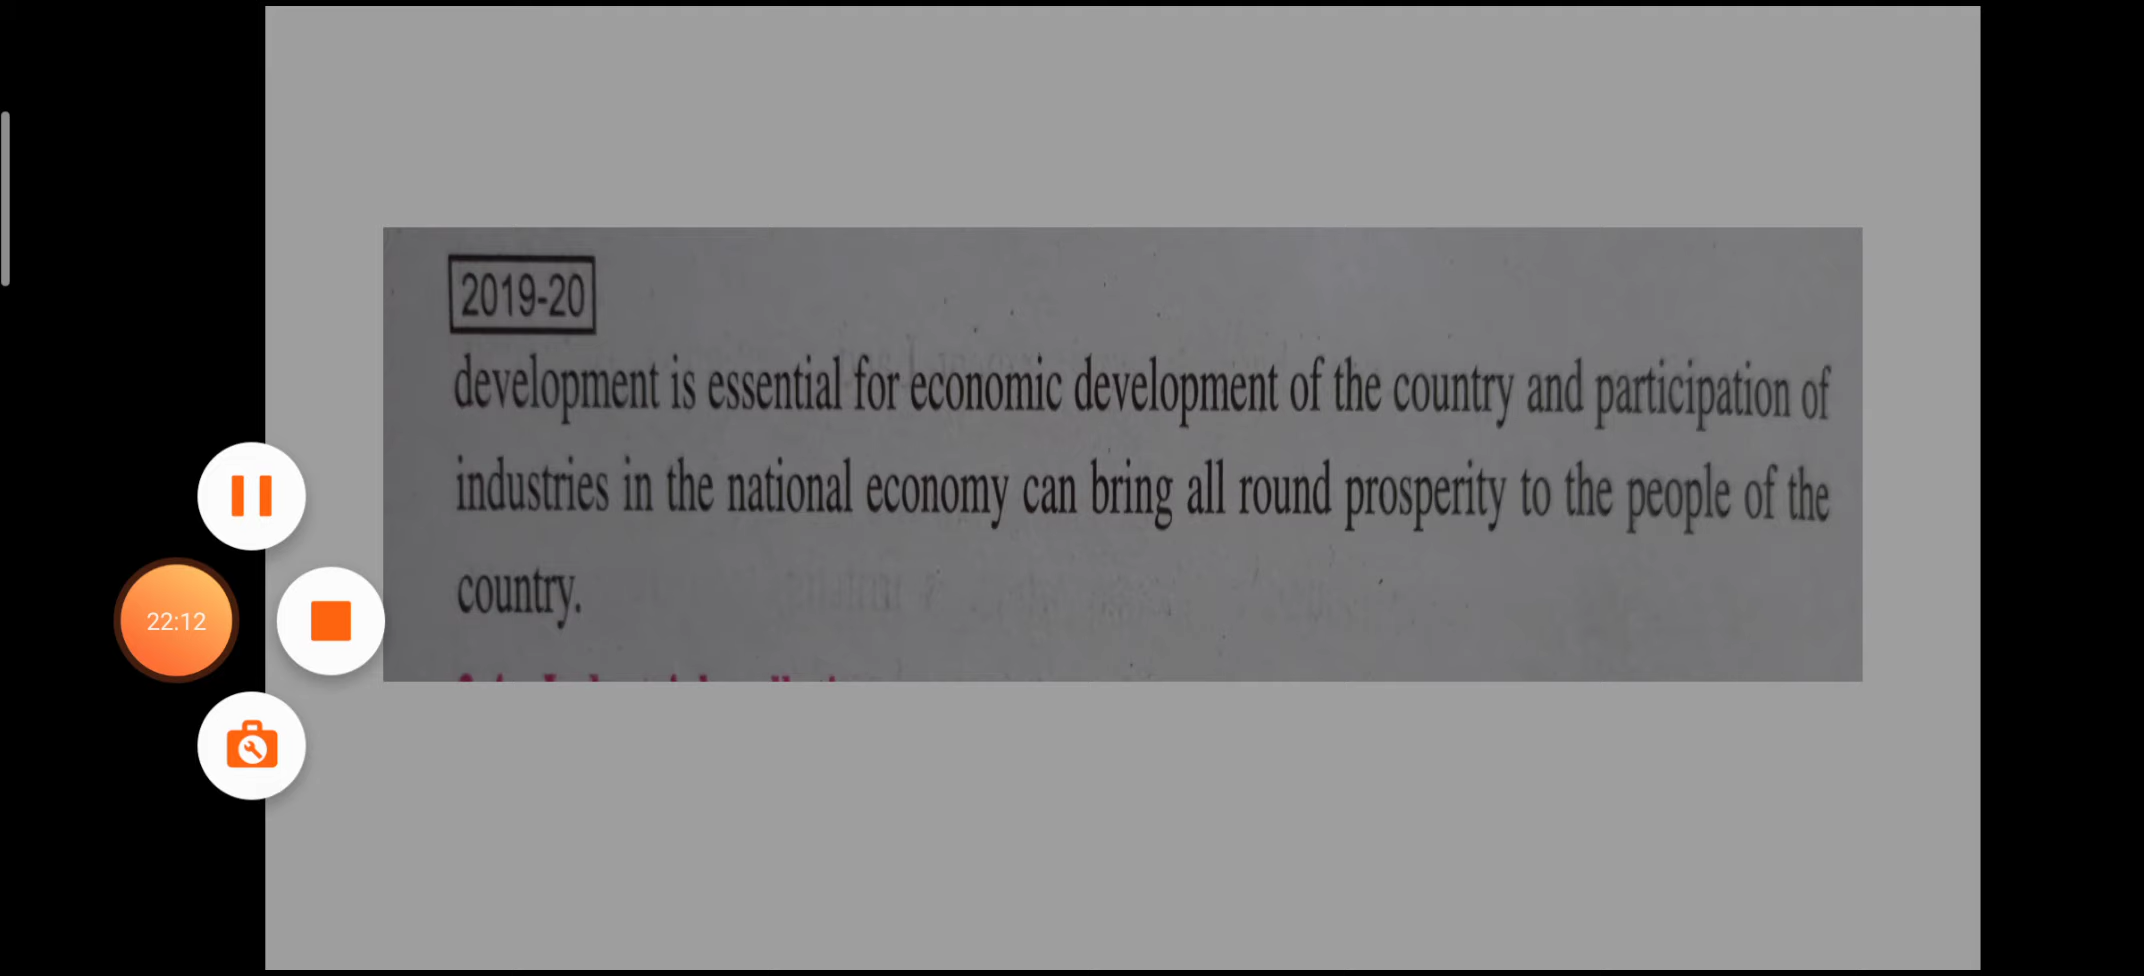 2019-20
development is essential for economic development of the country and participation of
industries in the national economy can bring all round prosperity to the people of the
country.
22:12